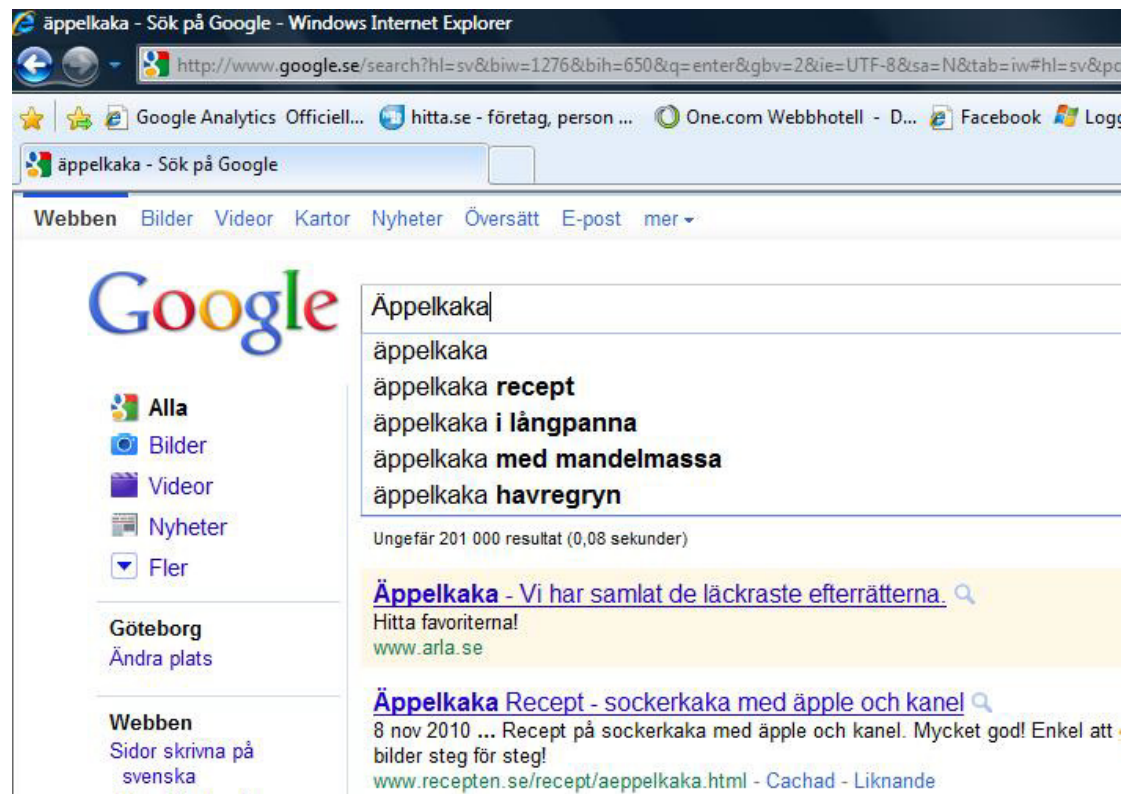 äppelkaka - Sök på Google - Windows Internet Explorer
http://www.google.se/search?hl=sv&biw=1276&bih=650&q=enter&gbv=2&ie=UTF-8&sa=N&tab=iw#hl=sv&pq
Google Analytics Officiell... hitta.se - företag, person ... One.com Webbhotell - D... Facebook Logg
äppelkaka - Sök på Google
Webben Bilder Videor Kartor Nyheter Översätt E-post mer
Google
Äppelkaka
äppelkaka
äppelkaka recept
äppelkaka i långpanna
äppelkaka med mandelmassa
äppelkaka havregryn
Alla
Bilder
Videor
Nyheter
Fler
Göteborg
Ändra plats
Webben
Sidor skrivna på
svenska
Ungefär 201 000 resultat (0,08 sekunder)
Äppelkaka - Vi har samlat de läckraste efterrätterna.
Hitta favoriterna!
www.arla.se
Äppelkaka Recept - sockerkaka med äpple och kanel
8 nov 2010 ... Recept på sockerkaka med äpple och kanel. Mycket god! Enkel att
bilder steg för steg!
www.recepten.se/recept/aeppelkaka.html - Cachad - Liknande